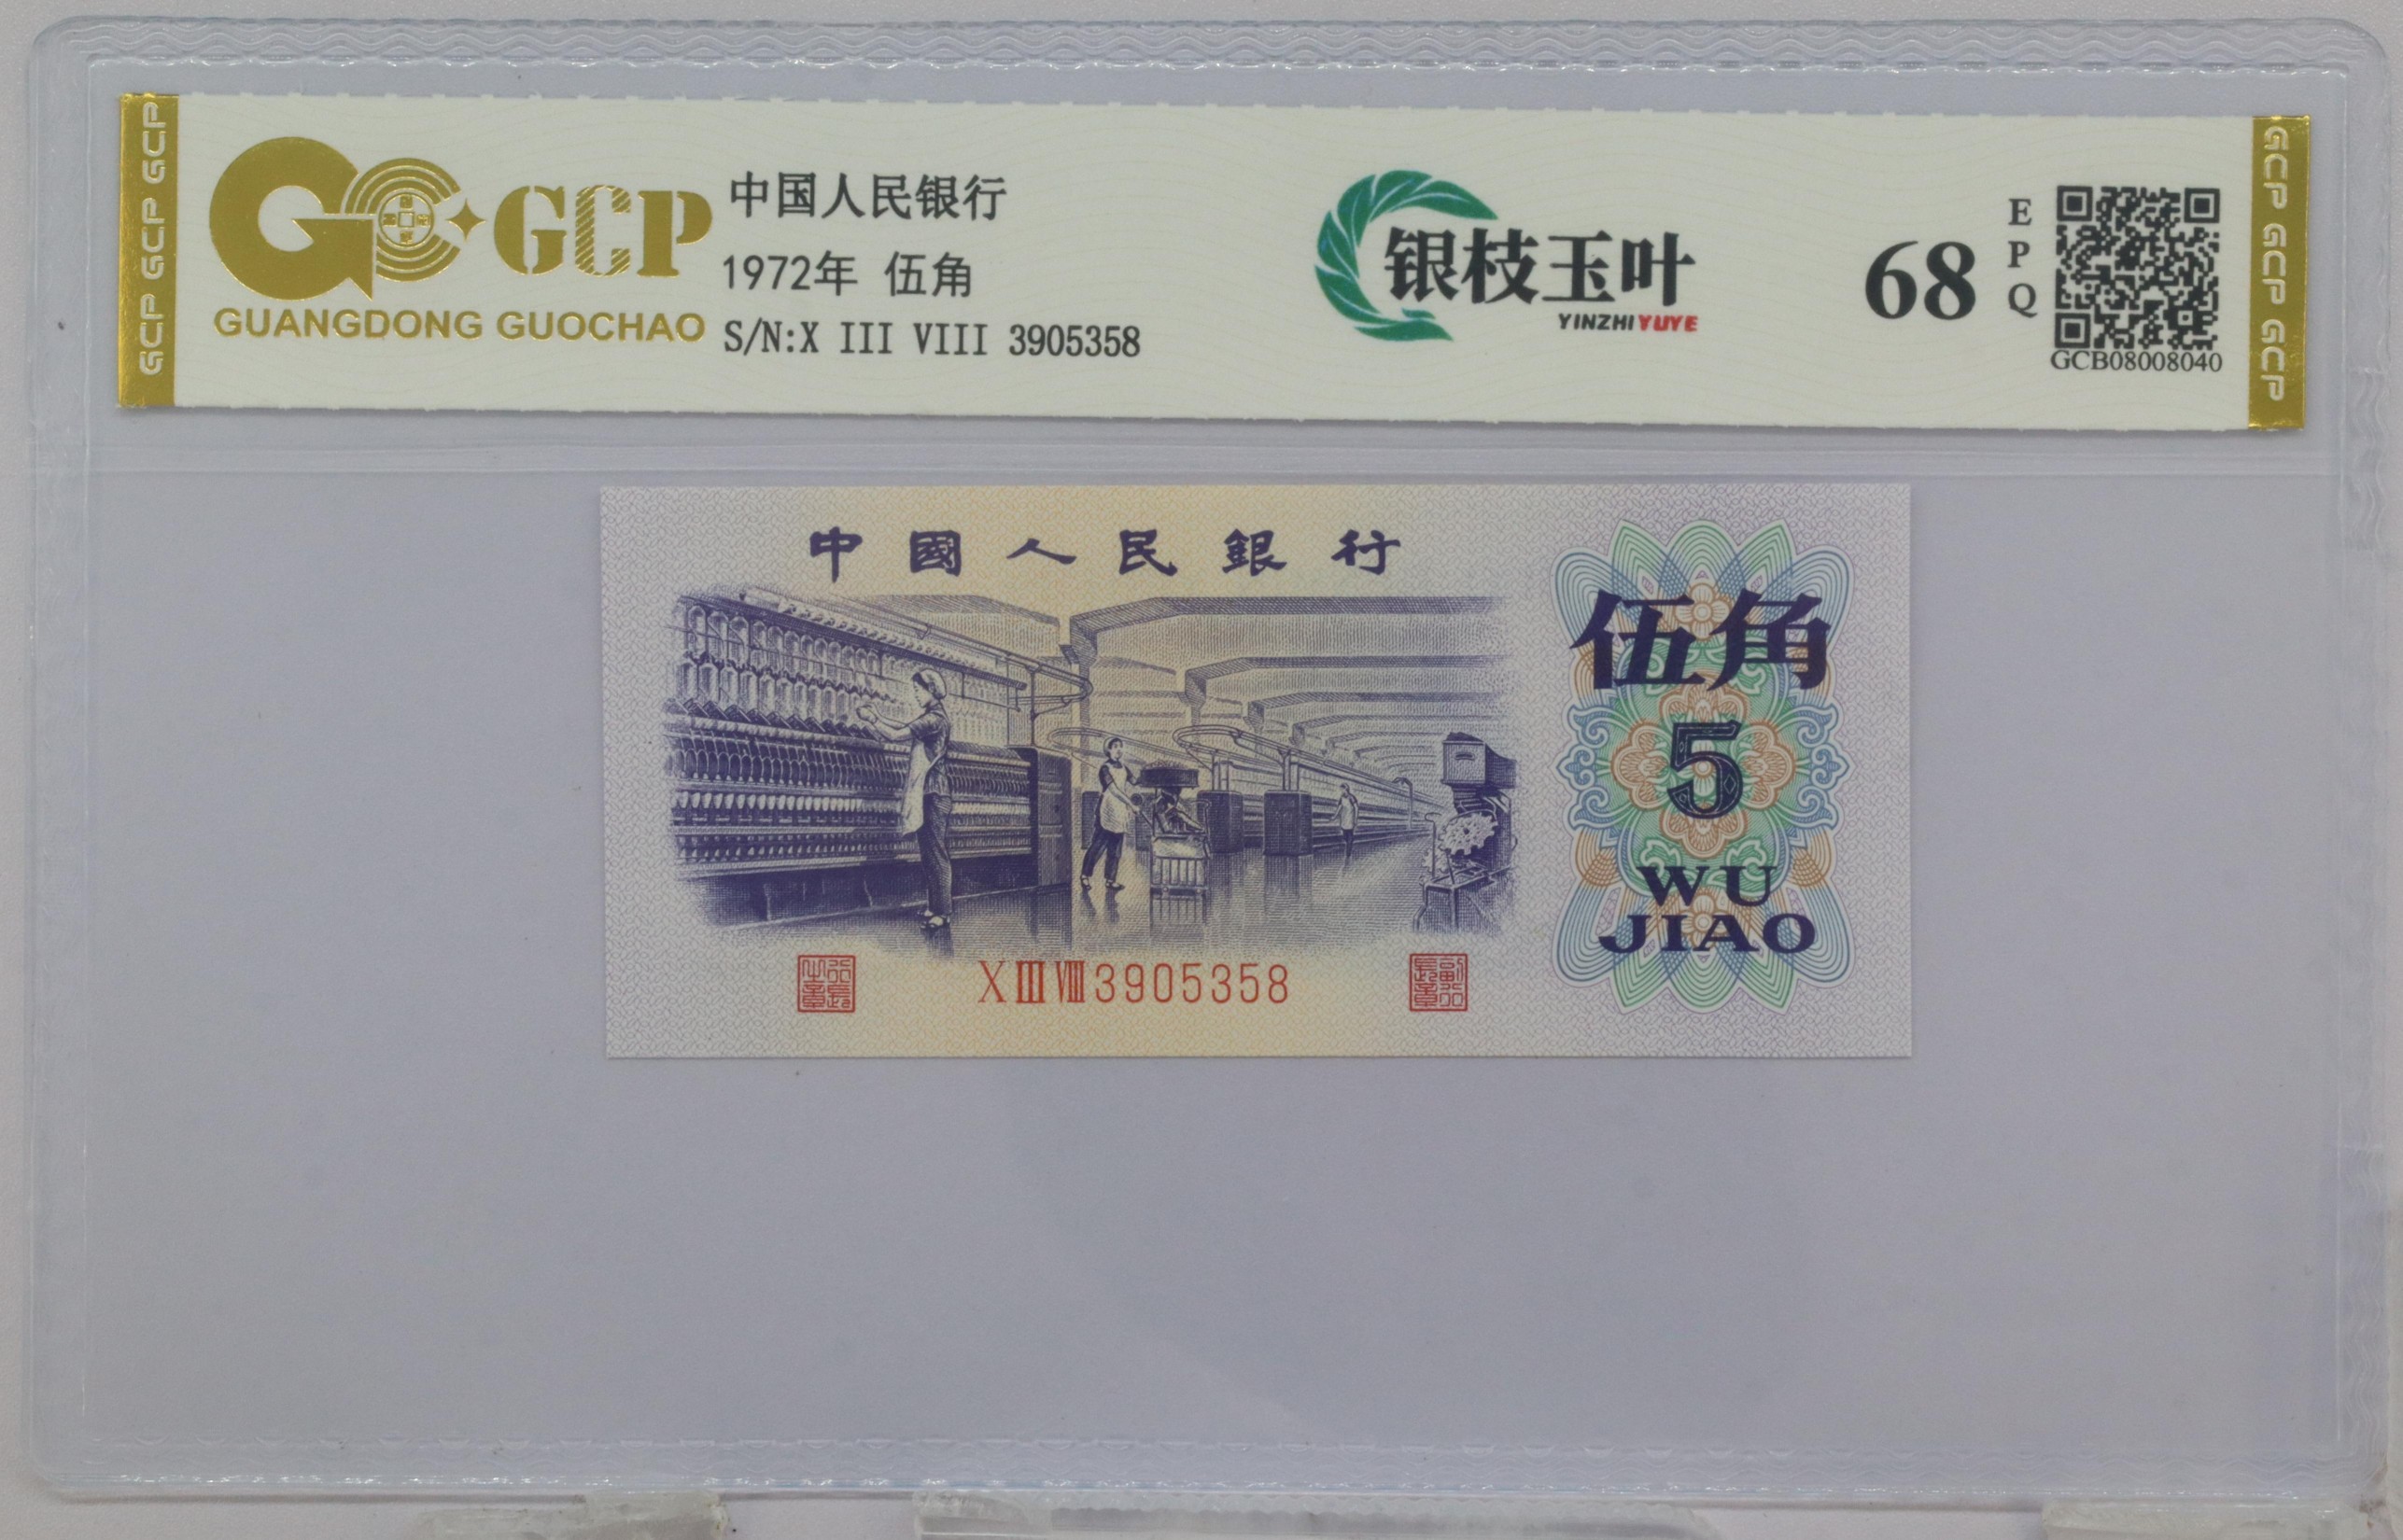 GCP GCP GCP
GCP
GUANGDONG GUOCHAO
中国人民银行
1972年 伍角
S/N:X III VIII 3905358
银枝玉叶
YINZHIYUYE
68
EPQ
GCB08008040
GCP GCP GCP
中國人民銀行
伍角
5
WU
JIAO
X III VIII 3905358